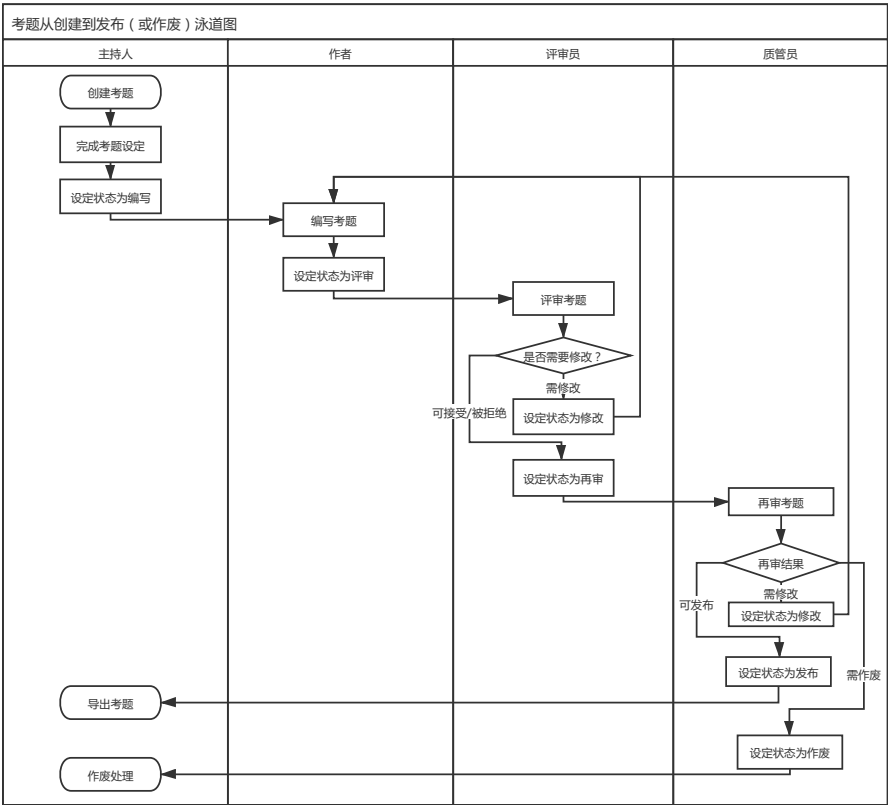 考题从创建到发布（或作废）泳道图
主持人
作者
评审员
质管员
创建考题
完成考题设定
设定状态为编写
编写考题
设定状态为评审
评审考题
是否需要修改？
需修改
可接受/被拒绝
设定状态为修改
设定状态为再审
再审考题
再审结果
需修改
可发布
设定状态为修改
设定状态为发布
需作废
导出考题
设定状态为作废
作废处理